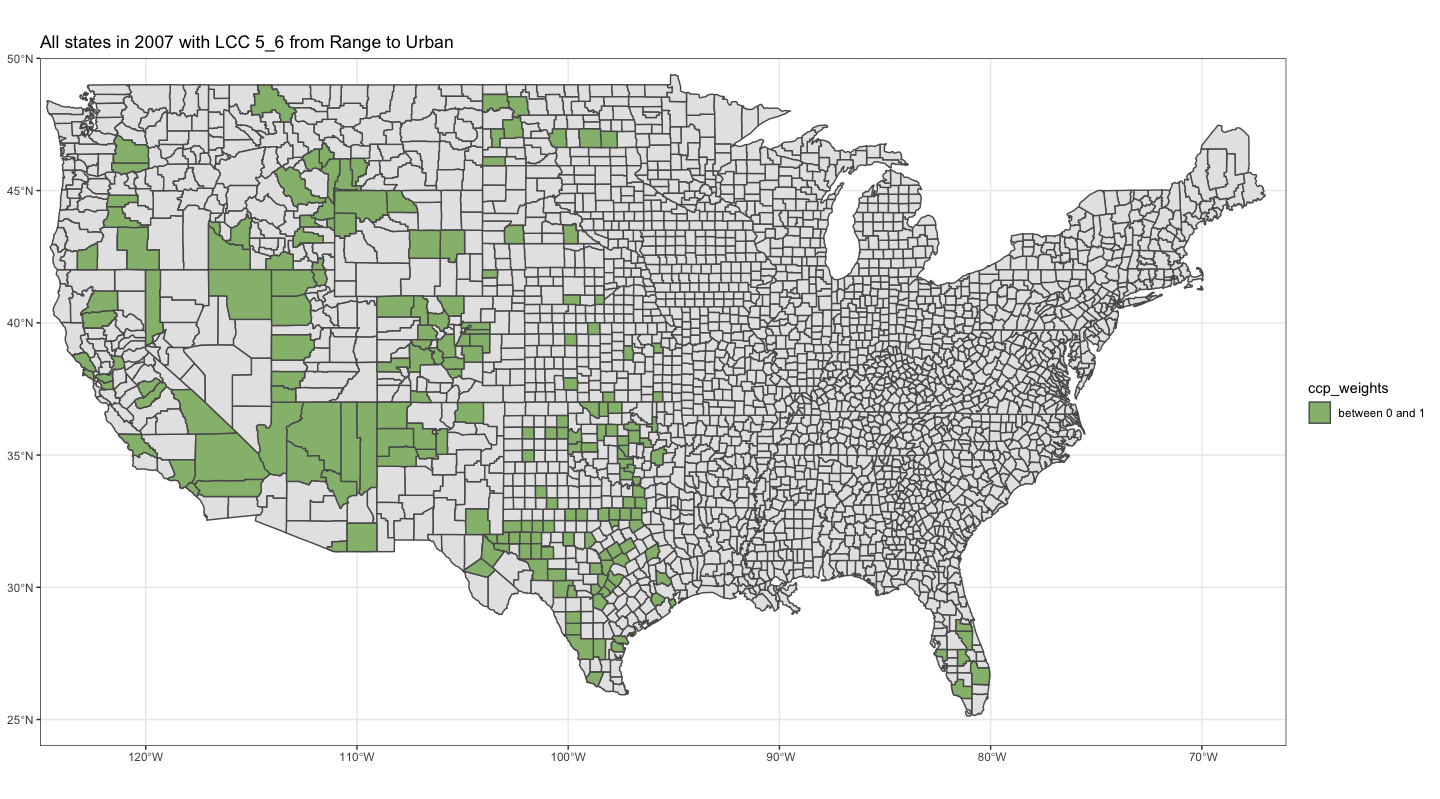 All states in 2007 with LCC 5_6 from Range to Urban
50°N
45°N
40°N
35°N
30°N
25°N
120°W
110°W
100°W
90°W
80°W
70°W
ccp_weights
between 0 and 1